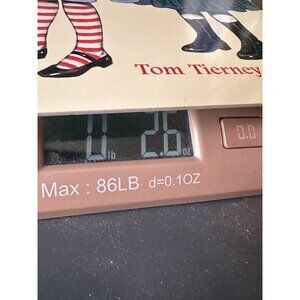 Tom Tierney
0 lb 2.6 oz
0.0
Max : 86LB d=0.1OZ